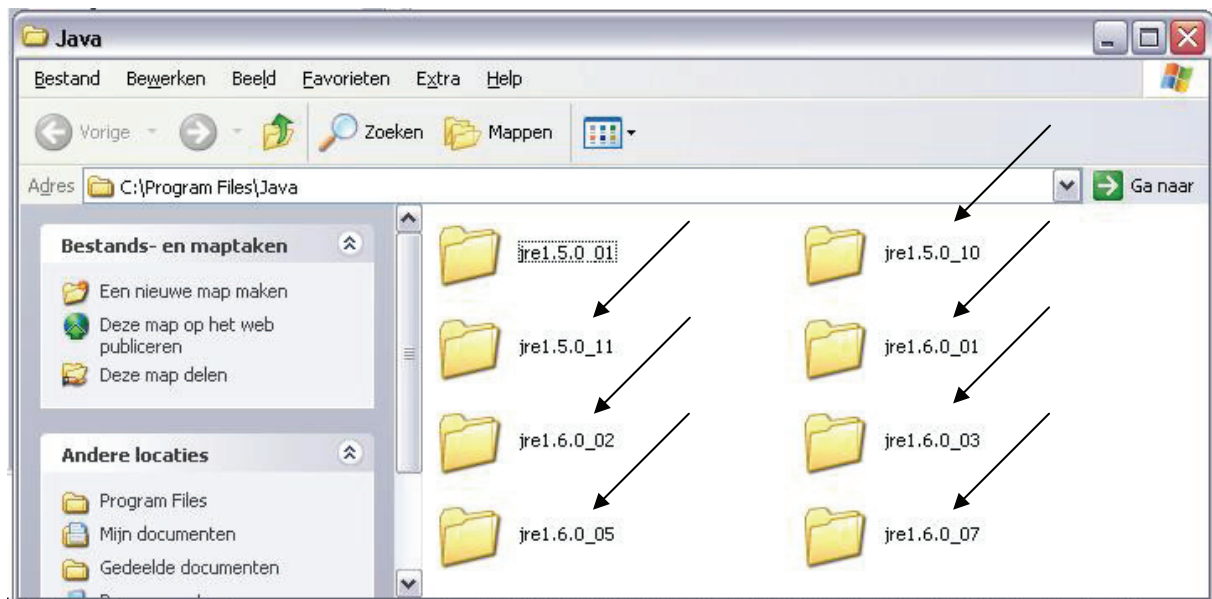 Java
Bestand Bewerken Beeld Favorieten Extra Help
Vorige Zoeken Mappen
Adres C:\Program Files\Java Ga naar
Bestands- en maptaken
Een nieuwe map maken
Deze map op het web
publiceren
Deze map delen
Andere locaties
Program Files
Mijn documenten
Gedeelde documenten
jre1.5.0_01 jre1.5.0_10
jre1.5.0_11 jre1.6.0_01
jre1.6.0_02 jre1.6.0_03
jre1.6.0_05 jre1.6.0_07